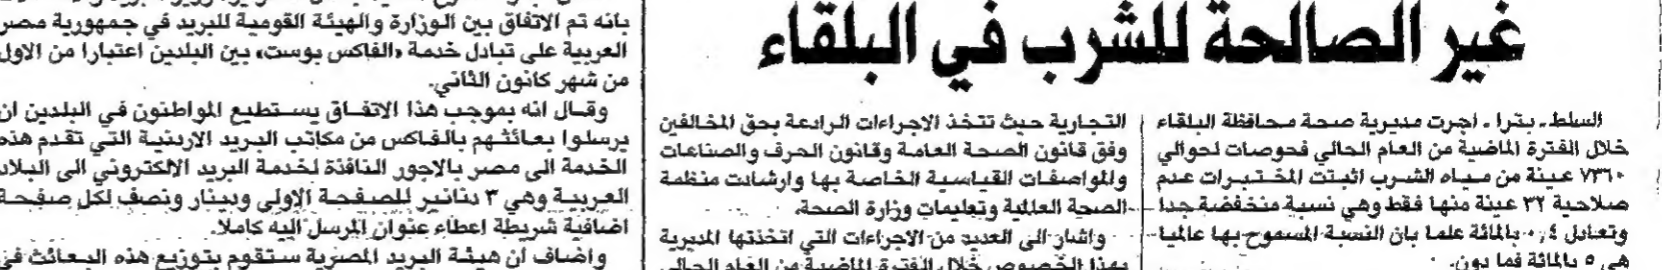 غير الصالحة للشرب في البلقاء
السلط ـ بترا ـ اجرت مديرية صحة محافظة البلقاء
خلال الفترة الماضية من العام الحالي فحوصات لحوالي
٧٣٦٠ عينة من مياه الشرب اثبتت المختبرات عدم
صلاحية ٣٢ عينة منها فقط وهي نسبة منخفضة جدا
وتعادل ٠,٤ بالمائة علما بان النسبة المسموح بها عالميا
هي ٥ بالمائة فما دون.
التجارية حيث تتخذ الاجراءات الرادعة بحق المخالفين
وفق قانون الصحة العامة وقانون الحرف والصناعات
والمواصفات القياسية الخاصة بها وارشادات منظمة
الصحة العالمية وتعليمات وزارة الصحة.
واشار الى العديد من الاجراءات التي اتخذتها المديرية
بهذا الخصوص خلال الفترة الماضية من العام الحالي
بانه تم الاتفاق بين الوزارة والهيئة القومية للبريد في جمهورية مصر
العربية على تبادل خدمة «الفاكس بوست» بين البلدين اعتبارا من الاول
من شهر كانون الثاني.
وقال انه بموجب هذا الاتفاق يستطيع المواطنون في البلدين ان
يرسلوا بعائثهم بالفاكس من مكاتب البريد الاردنية التي تقدم هذه
الخدمة الى مصر بالاجور النافذة لخدمة البريد الالكتروني الى البلاد
العربية وهي ٣ دنانير للصفحة الاولى ودينار ونصف لكل صفحة
اضافية شريطة اعطاء عنوان المرسل اليه كاملا.
واضاف ان هيئة البريد المصرية ستقوم بتوزيع هذه البعائث في